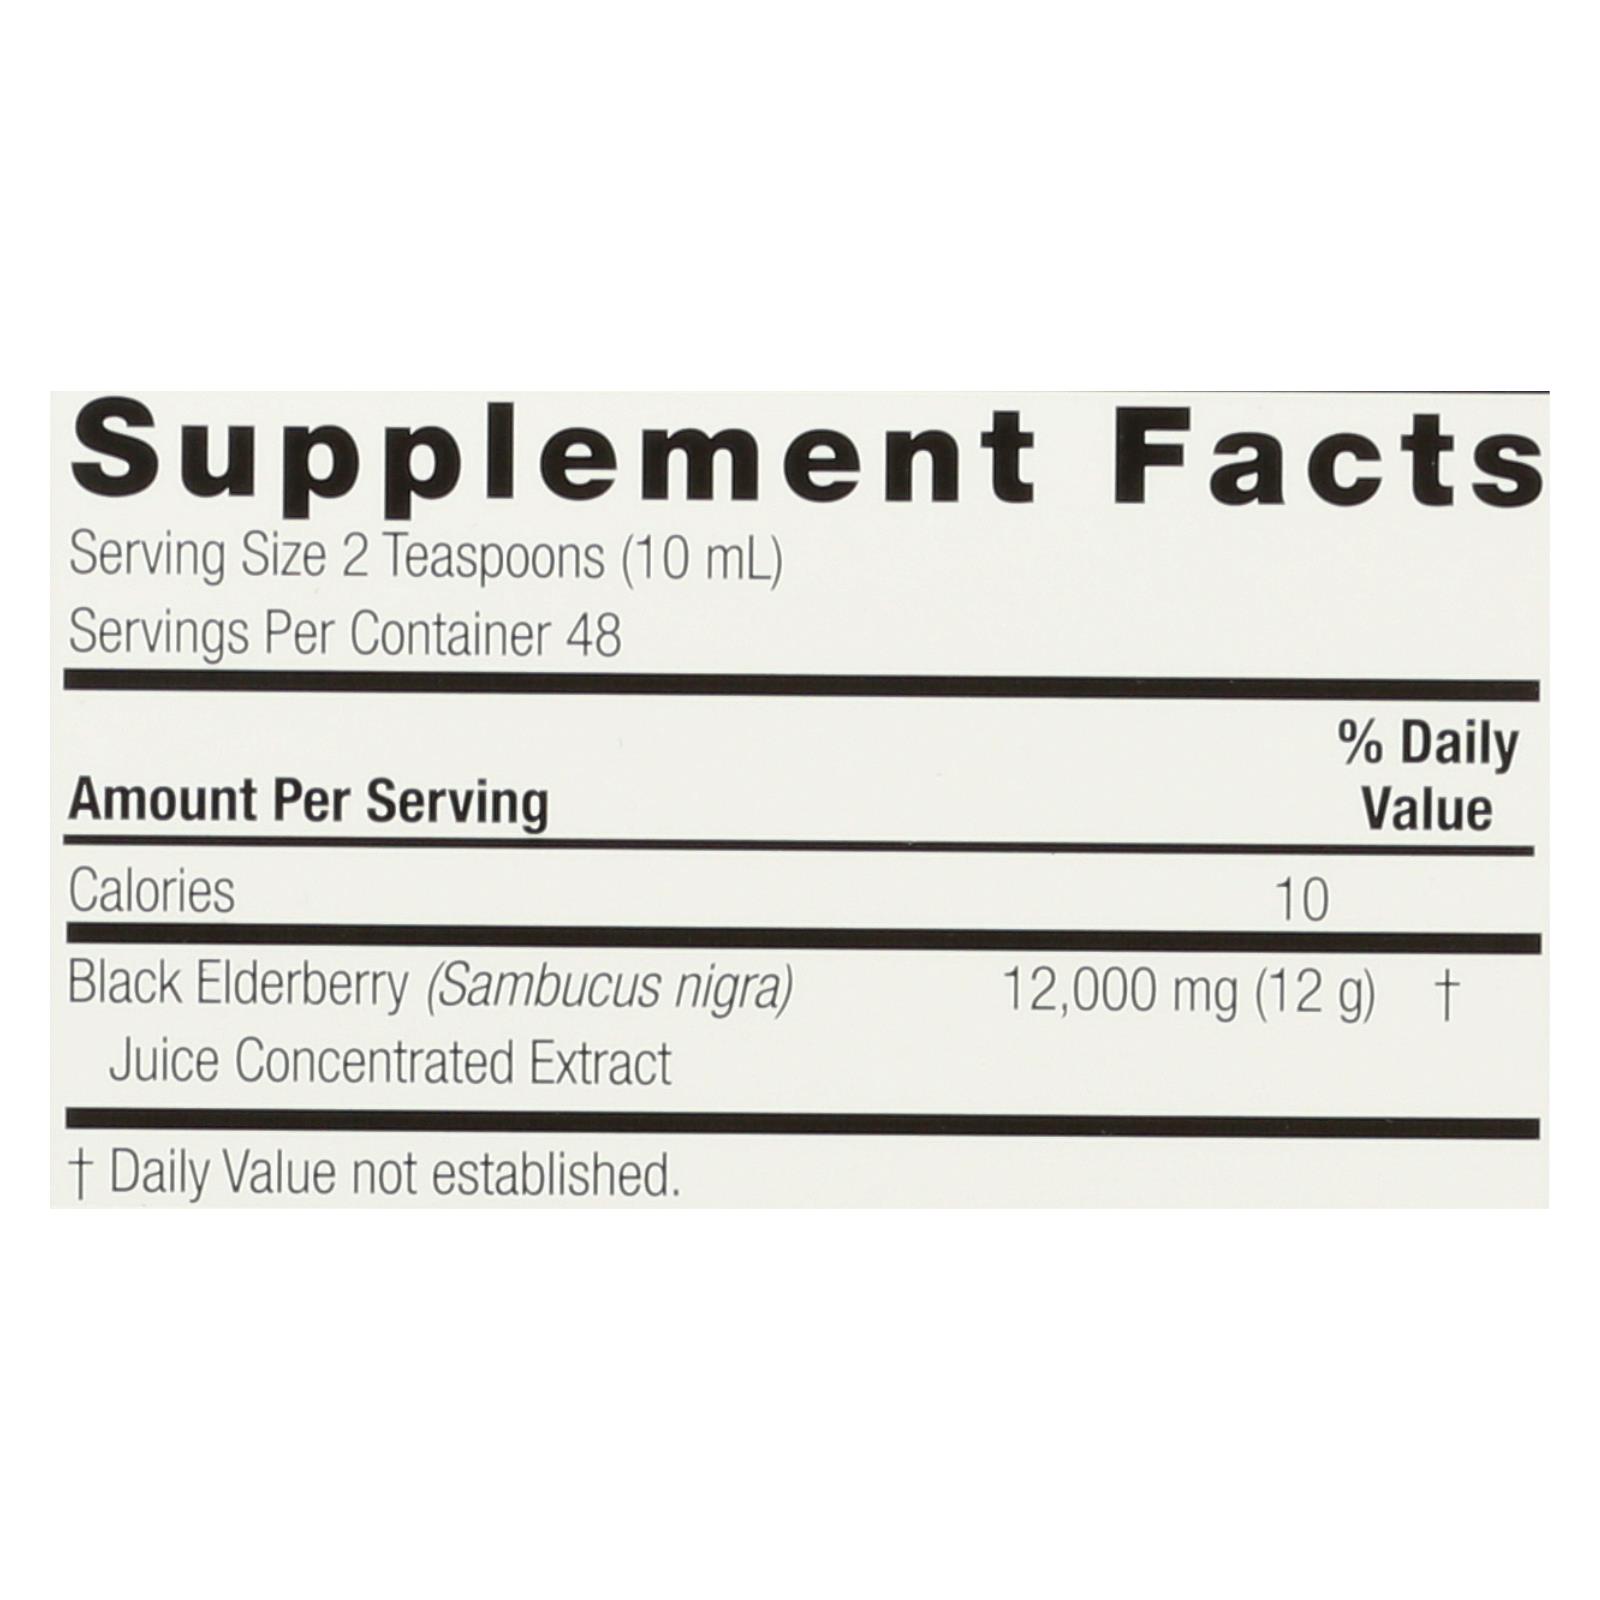 Supplement Facts
Serving Size 2 Teaspoons (10 mL)
Servings Per Container 48
% Daily
Amount Per Serving Value
Calories 10
Black Elderberry (Sambucus nigra) 12,000 mg (12 g) †
Juice Concentrated Extract
† Daily Value not established.